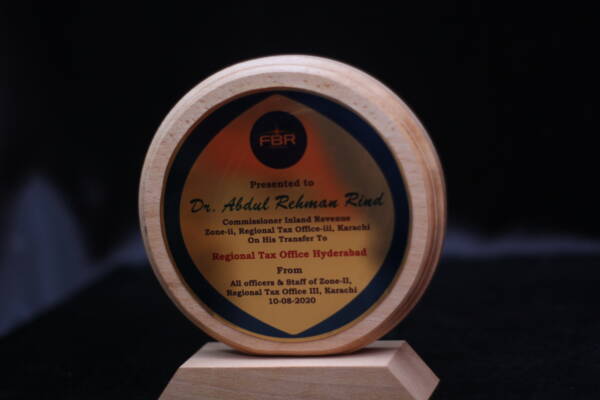 FBR
Presented to
Dr. Abdul Rehman Rind
Commissioner Inland Revenue
Zone-ii, Regional Tax Office-iii, Karachi
On His Transfer To
Regional Tax Office Hyderabad
From
All officers & Staff of Zone-II,
Regional Tax Office III, Karachi
10-08-2020